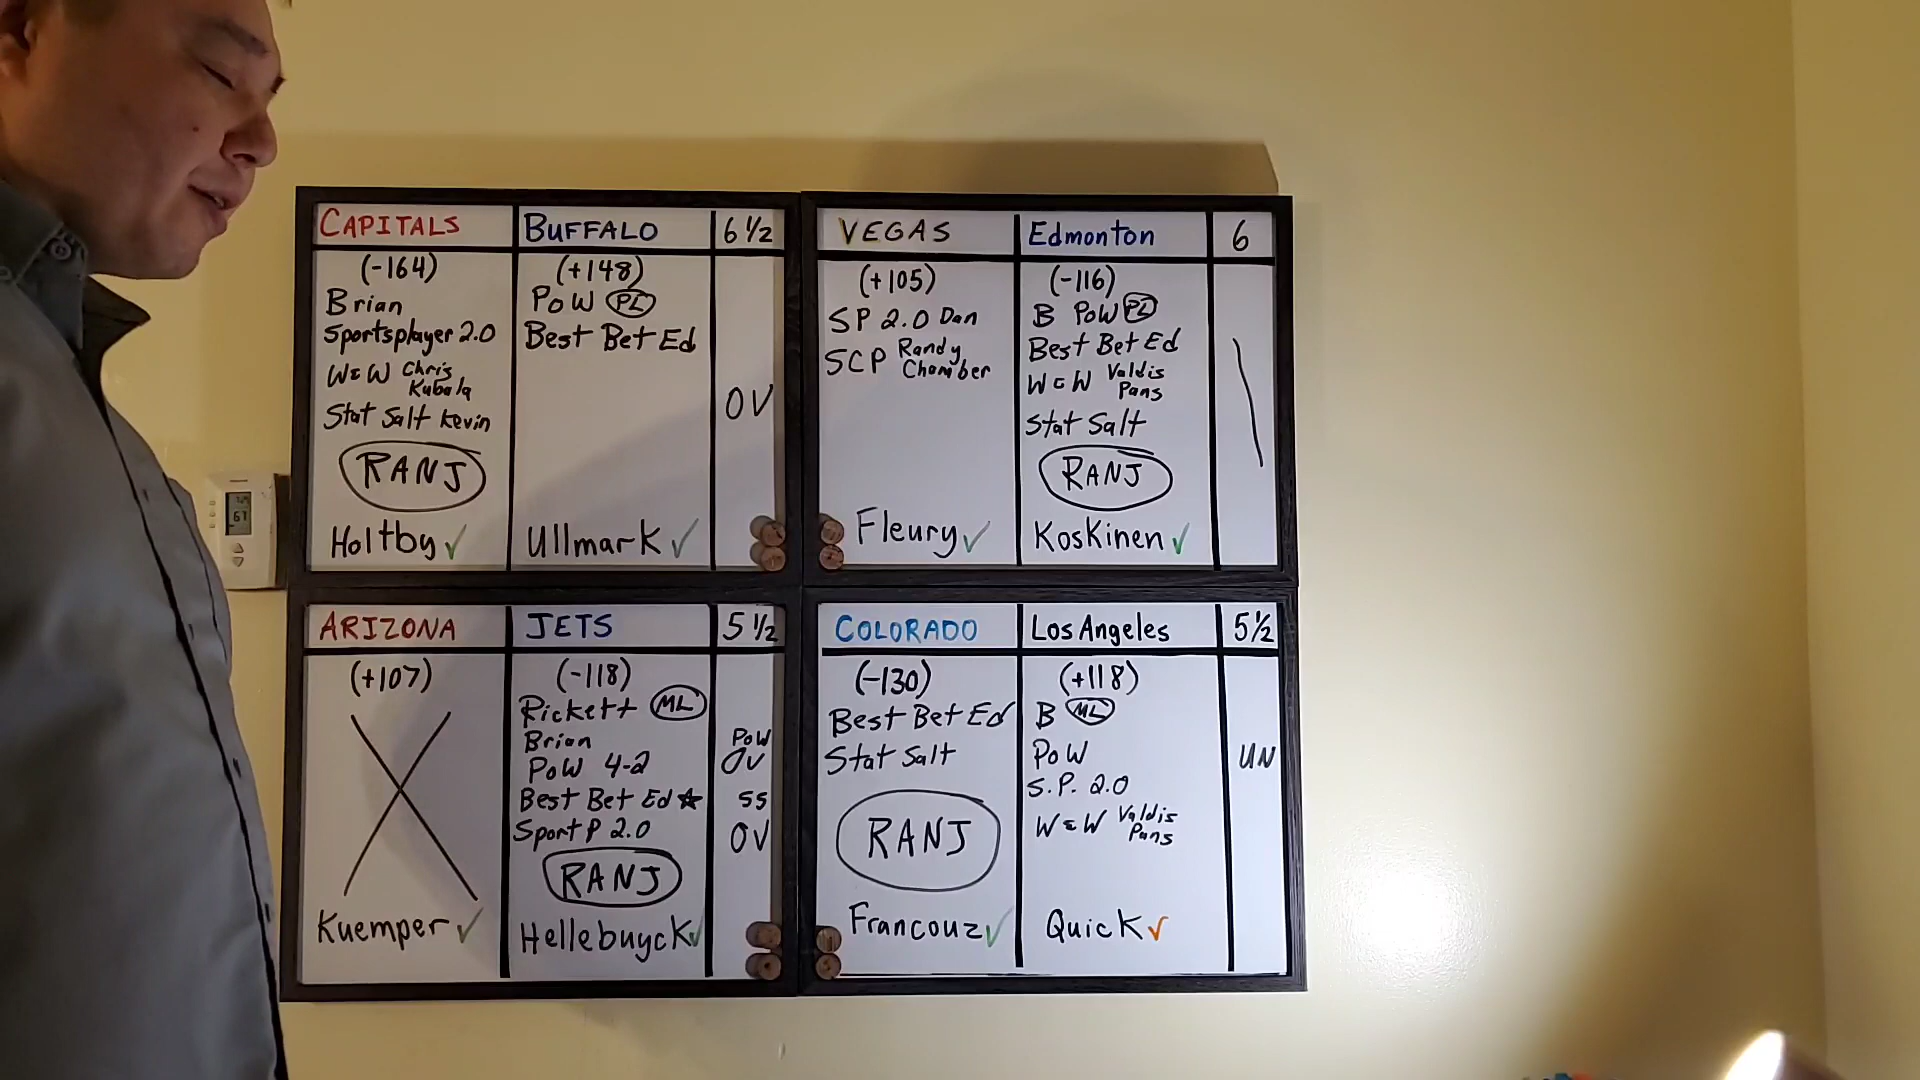 CAPITALS BUFFALO 6 1/2
(-164) (+148)
Brian PoW PL
Sportsplayer 2.0 Best Bet Ed
W&W Chris Kubala
Stat Salt Kevin
OV
RANJ
Holtby ✓ Ullmark ✓
VEGAS Edmonton 6
(+105) (-116)
SP 2.0 Dan B PoW PL
SCP Randy Chamber Best Bet Ed
W&W Valdis Pans
Stat Salt
RANJ
Fleury ✓ Koskinen ✓
ARIZONA JETS 5 1/2
(+107) (-118)
Rickett ML
Brian PoW
PoW 4-2 OV
Best Bet Ed ★ SS
Sport P 2.0 OV
RANJ
Kuemper ✓ Hellebuyck ✓
COLORADO Los Angeles 5 1/2
(-130) (+118)
Best Bet Ed B ML
Stat Salt PoW UN
S.P. 2.0
W&W Valdis Pans
RANJ
Francouz ✓ Quick ✓
67